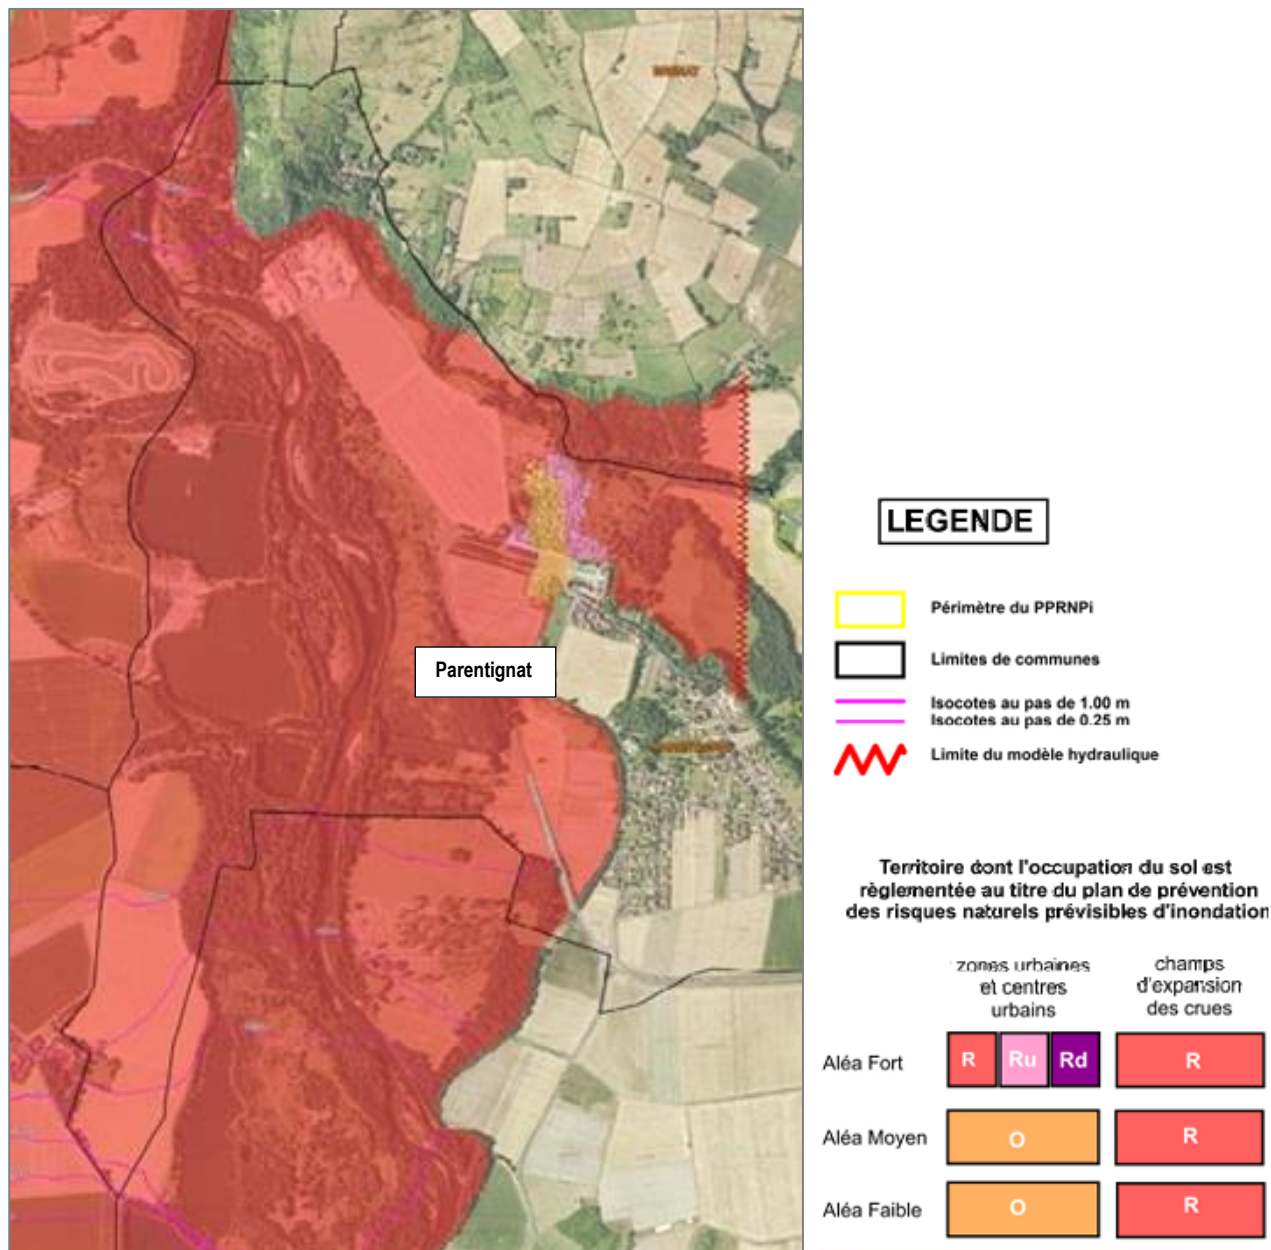 Parentignat
LEGENDE
Périmètre du PPRNPi
Limites de communes
Isocotes au pas de 1.00 m
Isocotes au pas de 0.25 m
Limite du modèle hydraulique
Territoire dont l'occupation du sol est
règlementée au titre du plan de prévention
des risques naturels prévisibles d'inondation
zones urbaines
et centres
urbains
champs
d'expansion
des crues
Aléa Fort
R
Ru
Rd
R
Aléa Moyen
O
R
Aléa Faible
O
R